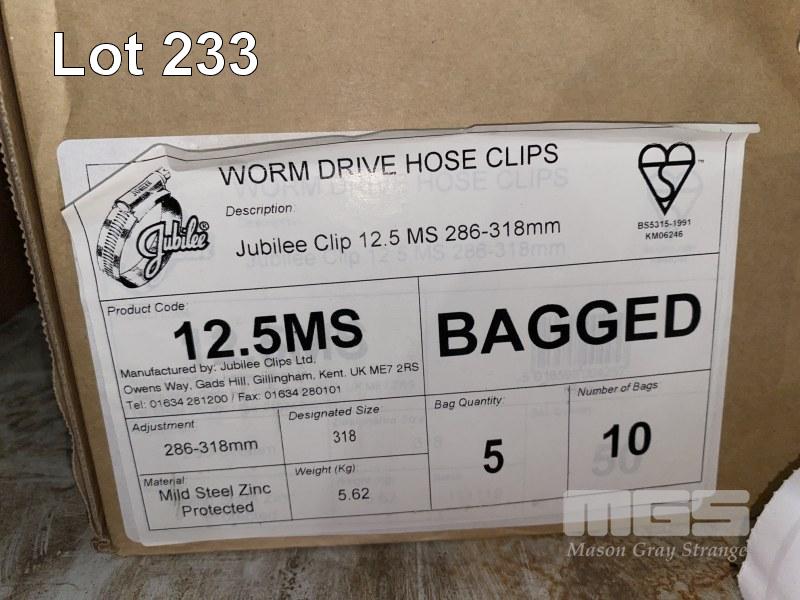 Lot 233
WORM DRIVE HOSE CLIPS
Description:
Jubilee Clip 12.5 MS 286-318mm
JUBILEE
Jubilee®
™
BS5315-1991
KM06246
Product Code:
12.5MS
BAGGED
Manufactured by: Jubilee Clips Ltd.
Owens Way, Gads Hill, Gillingham, Kent. UK ME7 2RS
Tel: 01634 281200 / Fax: 01634 280101
Adjustment
286-318mm
Designated Size
318
Bag Quantity:
5
Number of Bags
10
Material
Mild Steel Zinc
Protected
Weight (Kg)
5.62
MGS
Mason Gray Strange